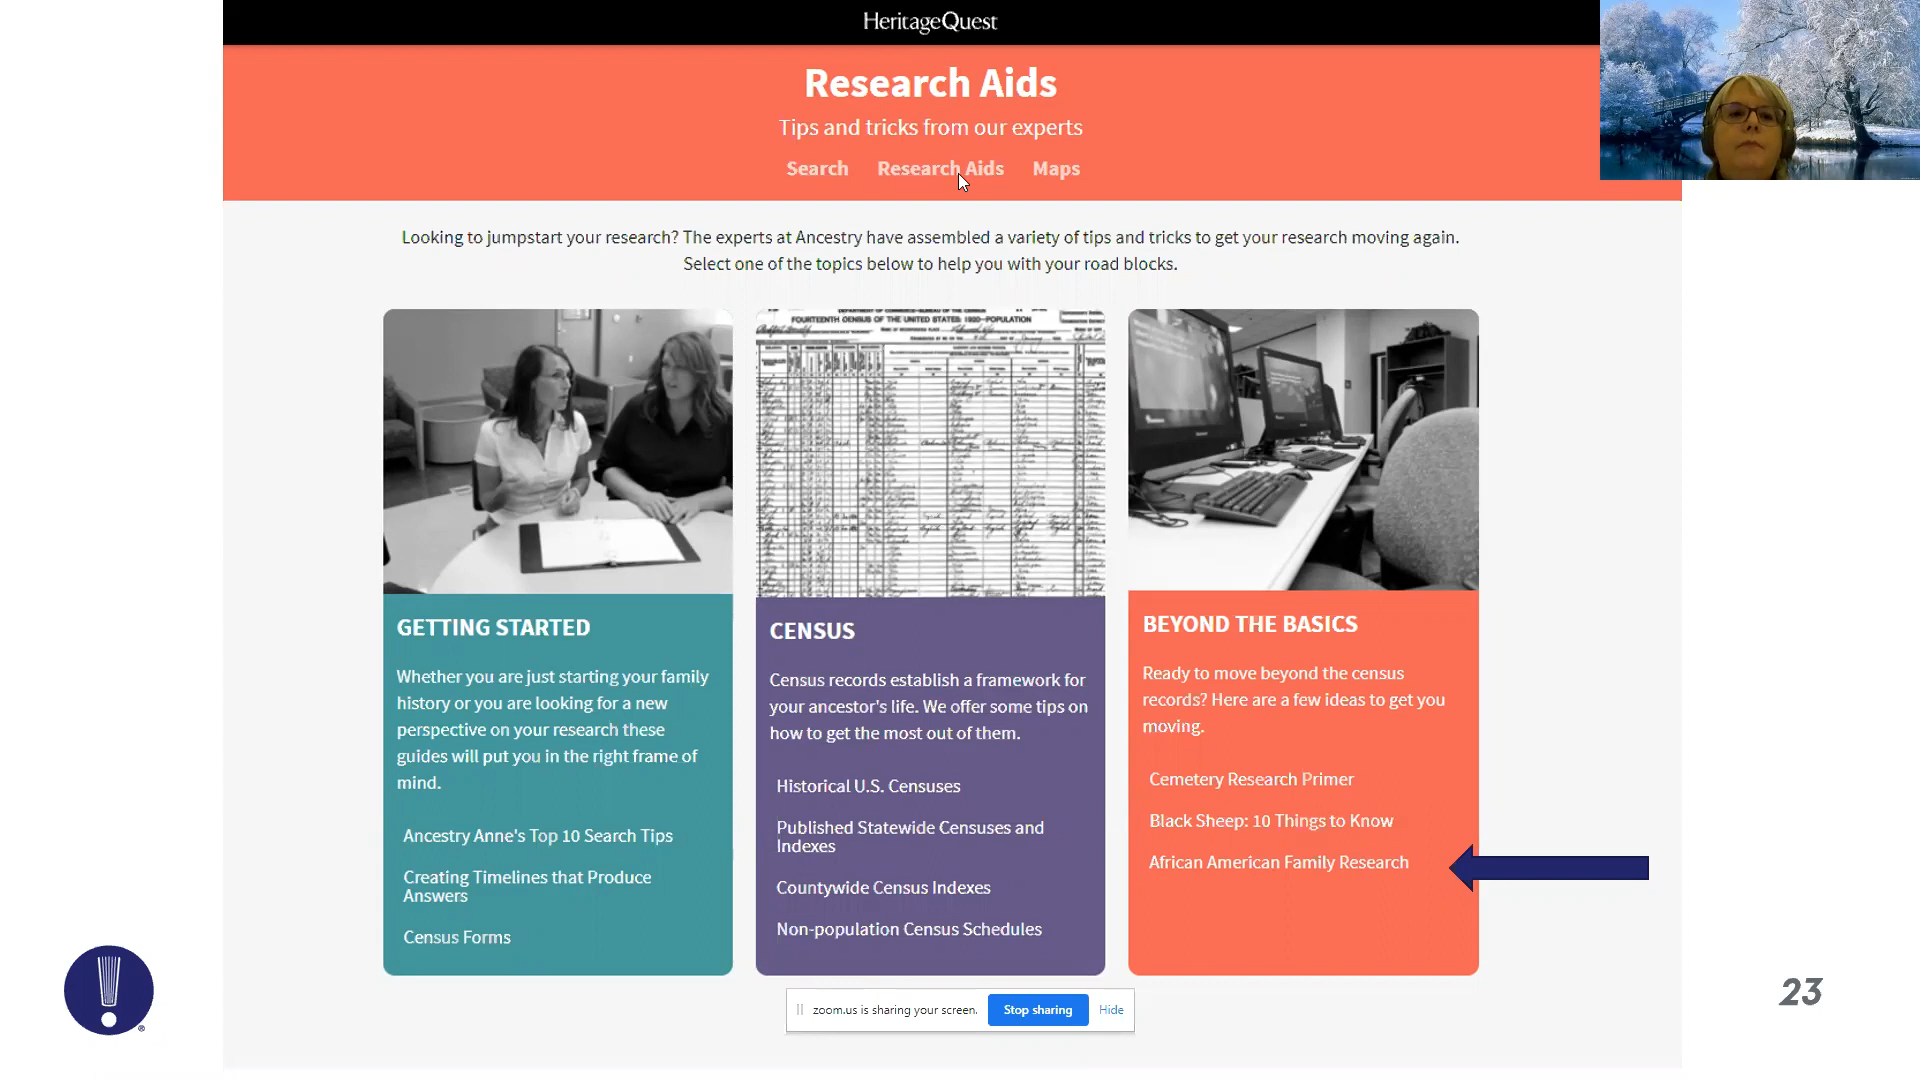 HeritageQuest
Research Aids
Tips and tricks from our experts
Search Research Aids Maps
Looking to jumpstart your research? The experts at Ancestry have assembled a variety of tips and tricks to get your research moving again.
Select one of the topics below to help you with your road blocks.
FOURTEENTH CENSUS OF THE UNITED STATES: 1920-POPULATION
GETTING STARTED
Whether you are just starting your family
history or you are looking for a new
perspective on your research these
guides will put you in the right frame of
mind.
Ancestry Anne's Top 10 Search Tips
Creating Timelines that Produce
Answers
Census Forms
CENSUS
Census records establish a framework for
your ancestor's life. We offer some tips on
how to get the most out of them.
Historical U.S. Censuses
Published Statewide Censuses and
Indexes
Countywide Census Indexes
Non-population Census Schedules
BEYOND THE BASICS
Ready to move beyond the census
records? Here are a few ideas to get you
moving.
Cemetery Research Primer
Black Sheep: 10 Things to Know
African American Family Research
zoom.us is sharing your screen. Stop sharing Hide
23